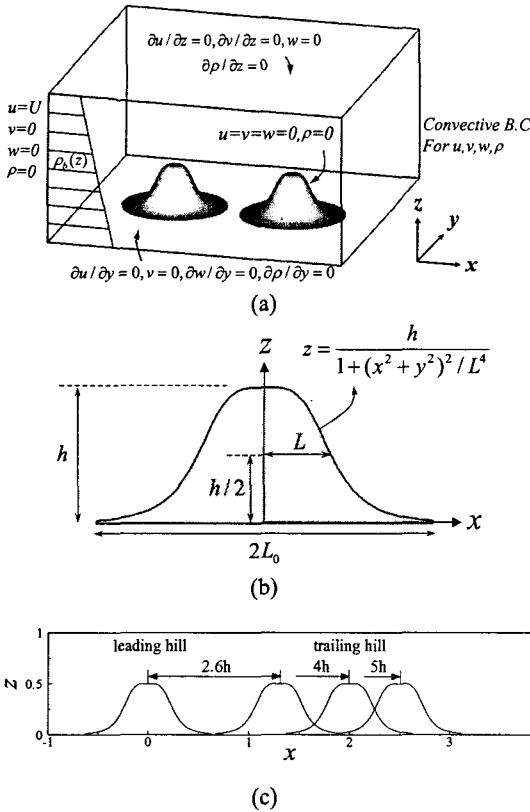 ∂u/∂z=0,∂v/∂z=0,w=0
∂ρ/∂z=0
u=U
v=0
w=0
ρ=0
ρ_b(z)
u=v=w=0,ρ=0
Convective B.C
For u,v,w,ρ
z
y
x
∂u/∂y=0,v=0,∂w/∂y=0,∂ρ/∂y=0
(a)
z
z = h / 1+(x²+y²)²/L⁴
h
L
h/2
x
2L₀
(b)
1
leading hill
trailing hill
2.6h
4h
5h
z
0.5
0
-1
0
1
2
3
x
(c)